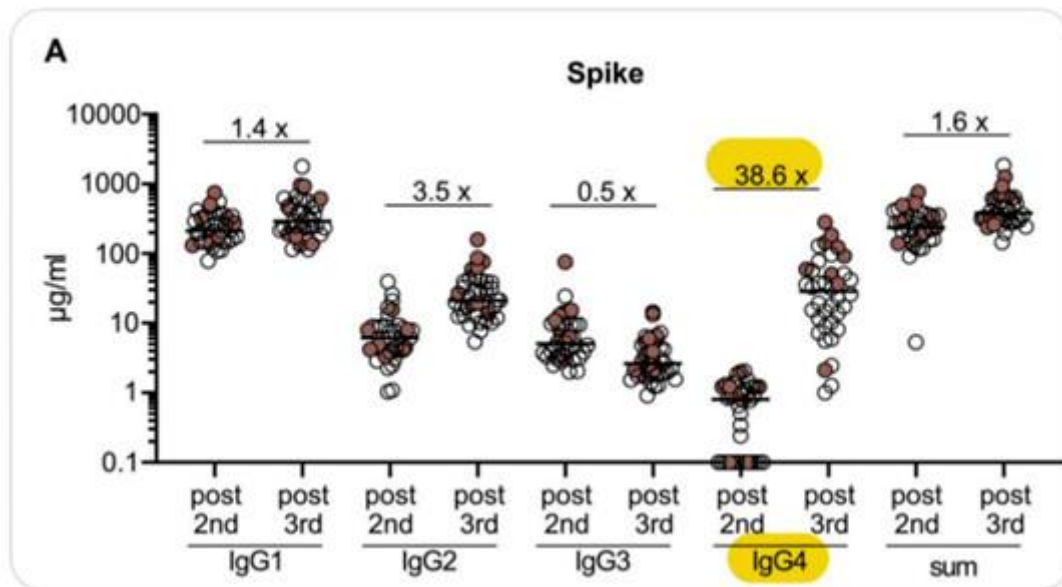 A
Spike
10000
1000
100
10
1
0.1
µg/ml
1.4 x
3.5 x
0.5 x
38.6 x
1.6 x
post 2nd
post 3rd
post 2nd
post 3rd
post 2nd
post 3rd
post 2nd
post 3rd
post 2nd
post 3rd
IgG1
IgG2
IgG3
IgG4
sum